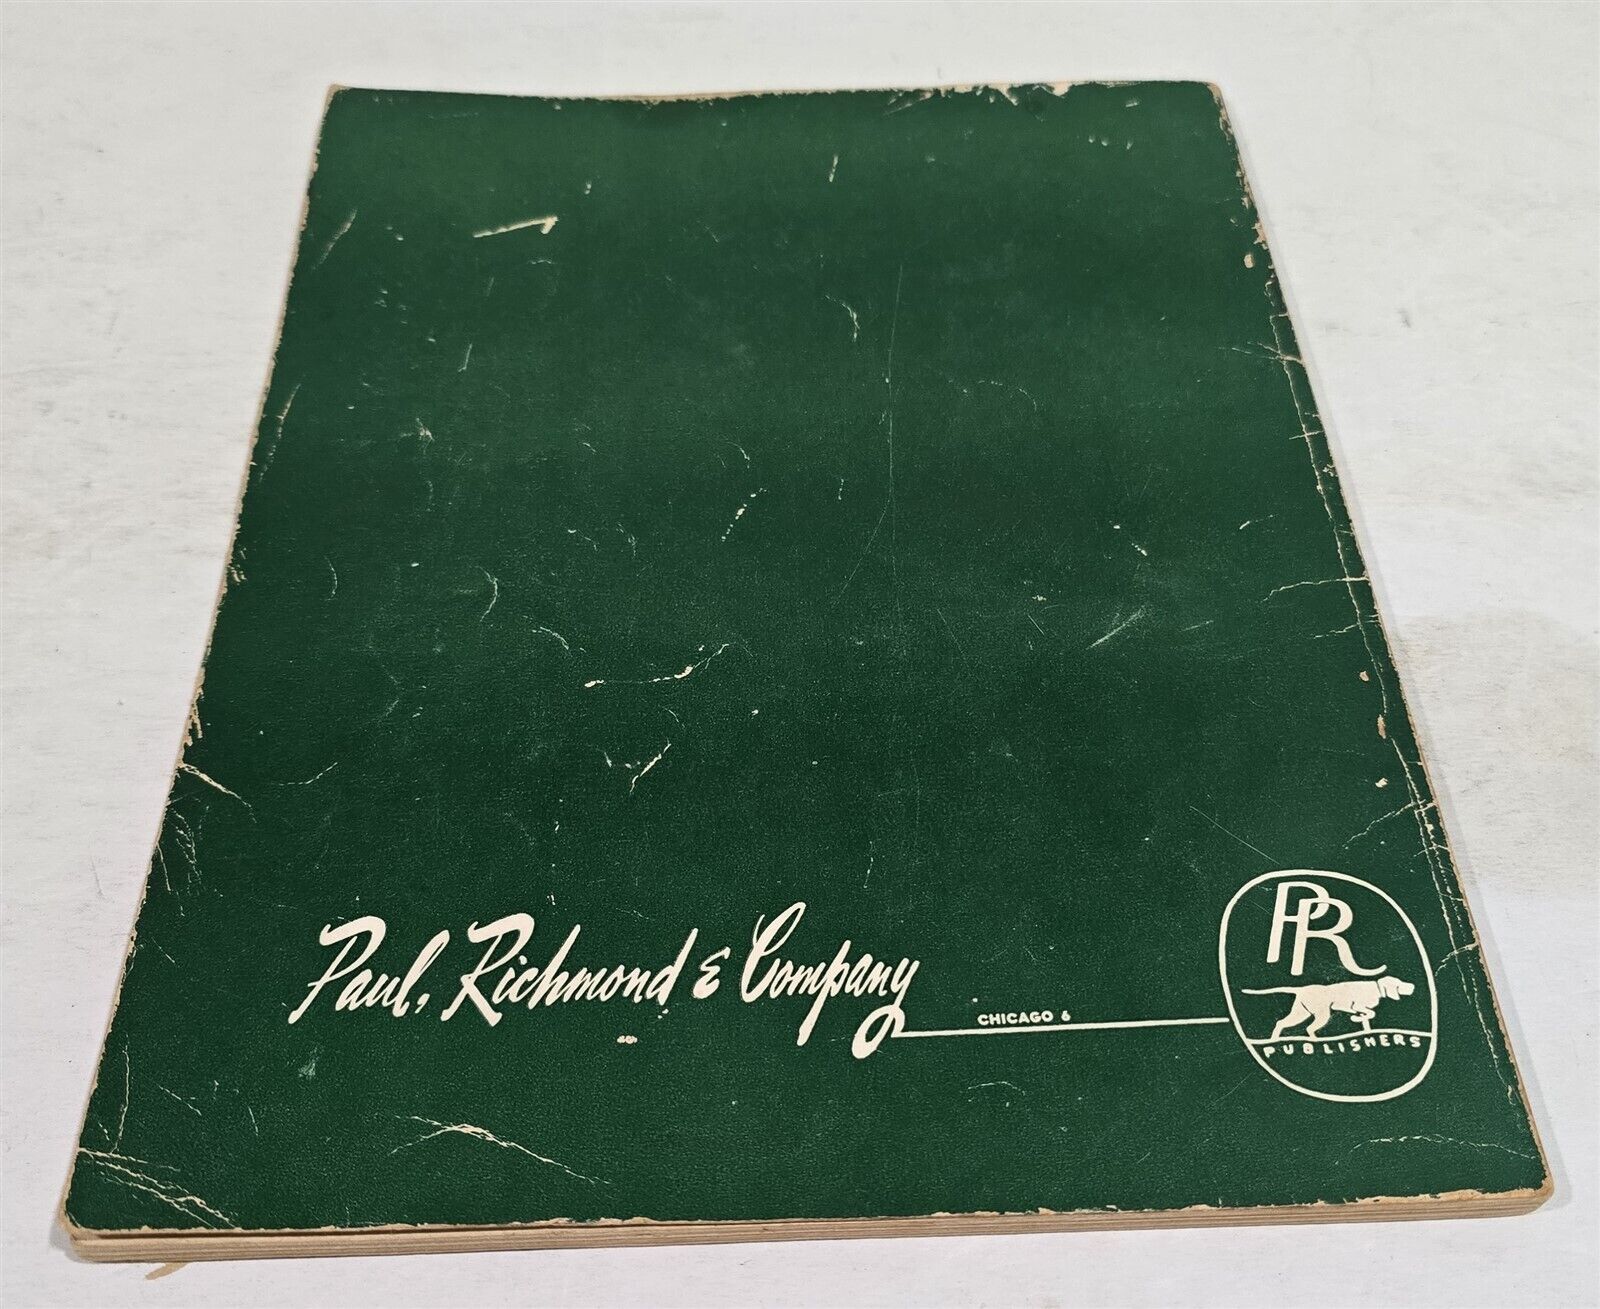 Paul, Richmond & Company
CHICAGO 6
PR
PUBLISHERS